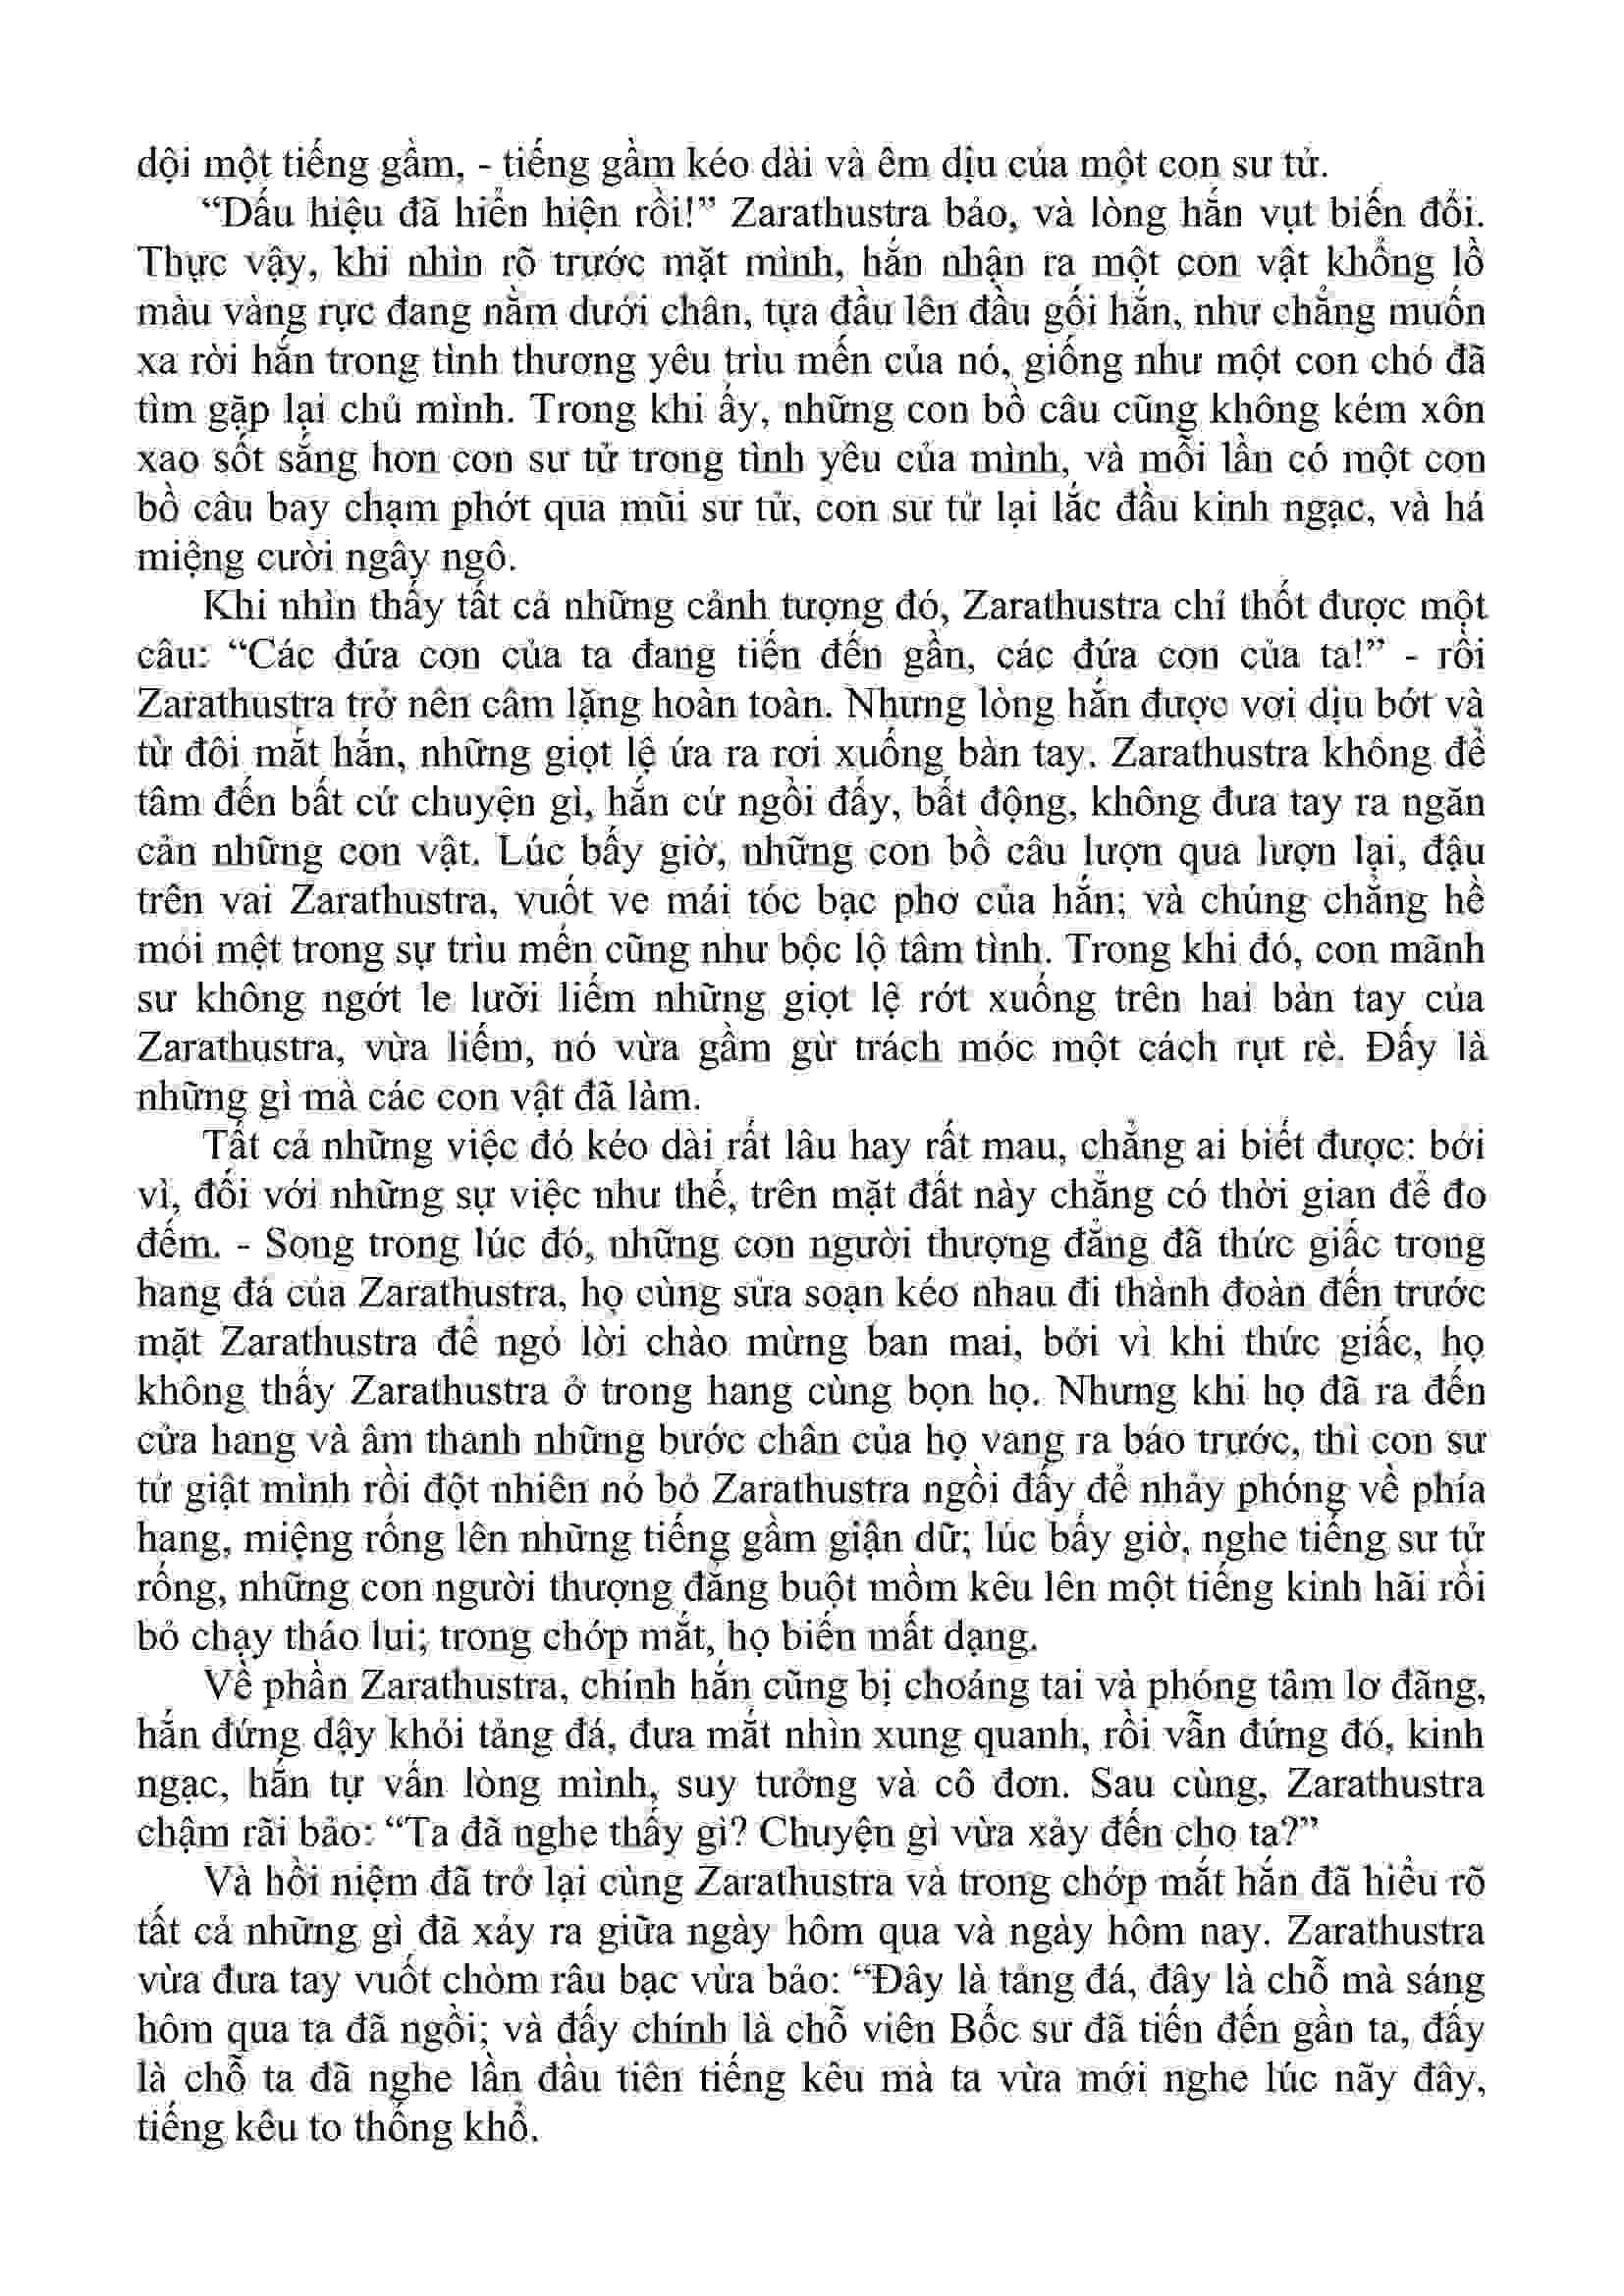 dội một tiếng gầm, - tiếng gầm kéo dài và êm dịu của một con sư tử.
“Dấu hiệu đã hiển hiện rồi!” Zarathustra bảo, và lòng hắn vụt biến đổi.
Thực vậy, khi nhìn rõ trước mặt mình, hắn nhận ra một con vật khổng lồ
màu vàng rực đang nằm dưới chân, tựa đầu lên đầu gối hắn, như chẳng muốn
xa rời hắn trong tình thương yêu trìu mến của nó, giống như một con chó đã
tìm gặp lại chủ mình. Trong khi ấy, những con bồ câu cũng không kém xôn
xao sốt sắng hơn con sư tử trong tình yêu của mình, và mỗi lần có một con
bồ câu bay chạm phớt qua mũi sư tử, con sư tử lại lắc đầu kinh ngạc, và há
miệng cười ngây ngô.
Khi nhìn thấy tất cả những cảnh tượng đó, Zarathustra chỉ thốt được một
câu: “Các đứa con của ta đang tiến đến gần, các đứa con của ta!” - rồi
Zarathustra trở nên câm lặng hoàn toàn. Nhưng lòng hắn được vơi dịu bớt và
từ đôi mắt hắn, những giọt lệ ứa ra rơi xuống bàn tay. Zarathustra không để
tâm đến bất cứ chuyện gì, hắn cứ ngồi đấy, bất động, không đưa tay ra ngăn
cản những con vật. Lúc bấy giờ, những con bồ câu lượn qua lượn lại, đậu
trên vai Zarathustra, vuốt ve mái tóc bạc phơ của hắn; và chúng chẳng hề
mỏi mệt trong sự trìu mến cũng như bộc lộ tâm tình. Trong khi đó, con mãnh
sư không ngớt le lưỡi liếm những giọt lệ rớt xuống trên hai bàn tay của
Zarathustra, vừa liếm, nó vừa gầm gừ trách móc một cách rụt rè. Đấy là
những gì mà các con vật đã làm.
Tất cả những việc đó kéo dài rất lâu hay rất mau, chẳng ai biết được: bởi
vì, đối với những sự việc như thế, trên mặt đất này chẳng có thời gian để đo
đếm. - Song trong lúc đó, những con người thượng đẳng đã thức giấc trong
hang đá của Zarathustra, họ cùng sửa soạn kéo nhau đi thành đoàn đến trước
mặt Zarathustra để ngỏ lời chào mừng ban mai, bởi vì khi thức giấc, họ
không thấy Zarathustra ở trong hang cùng bọn họ. Nhưng khi họ đã ra đến
cửa hang và âm thanh những bước chân của họ vang ra báo trước, thì con sư
tử giật mình rồi đột nhiên nó bỏ Zarathustra ngồi đấy để nhảy phóng về phía
hang, miệng rống lên những tiếng gầm giận dữ; lúc bấy giờ, nghe tiếng sư tử
rống, những con người thượng đẳng buột mồm kêu lên một tiếng kinh hãi rồi
bỏ chạy tháo lui; trong chớp mắt, họ biến mất dạng.
Về phần Zarathustra, chính hắn cũng bị choáng tai và phóng tâm lơ đãng,
hắn đứng dậy khỏi tảng đá, đưa mắt nhìn xung quanh, rồi vẫn đứng đó, kinh
ngạc, hắn tự vấn lòng mình, suy tưởng và cô đơn. Sau cùng, Zarathustra
chậm rãi bảo: “Ta đã nghe thấy gì? Chuyện gì vừa xảy đến cho ta?”
Và hồi niệm đã trở lại cùng Zarathustra và trong chớp mắt hắn đã hiểu rõ
tất cả những gì đã xảy ra giữa ngày hôm qua và ngày hôm nay. Zarathustra
vừa đưa tay vuốt chòm râu bạc vừa bảo: “Đây là tảng đá, đây là chỗ mà sáng
hôm qua ta đã ngồi; và đấy chính là chỗ viên Bốc sư đã tiến đến gần ta, đấy
là chỗ ta đã nghe lần đầu tiên tiếng kêu mà ta vừa mới nghe lúc nãy đây,
tiếng kêu to thống khổ.